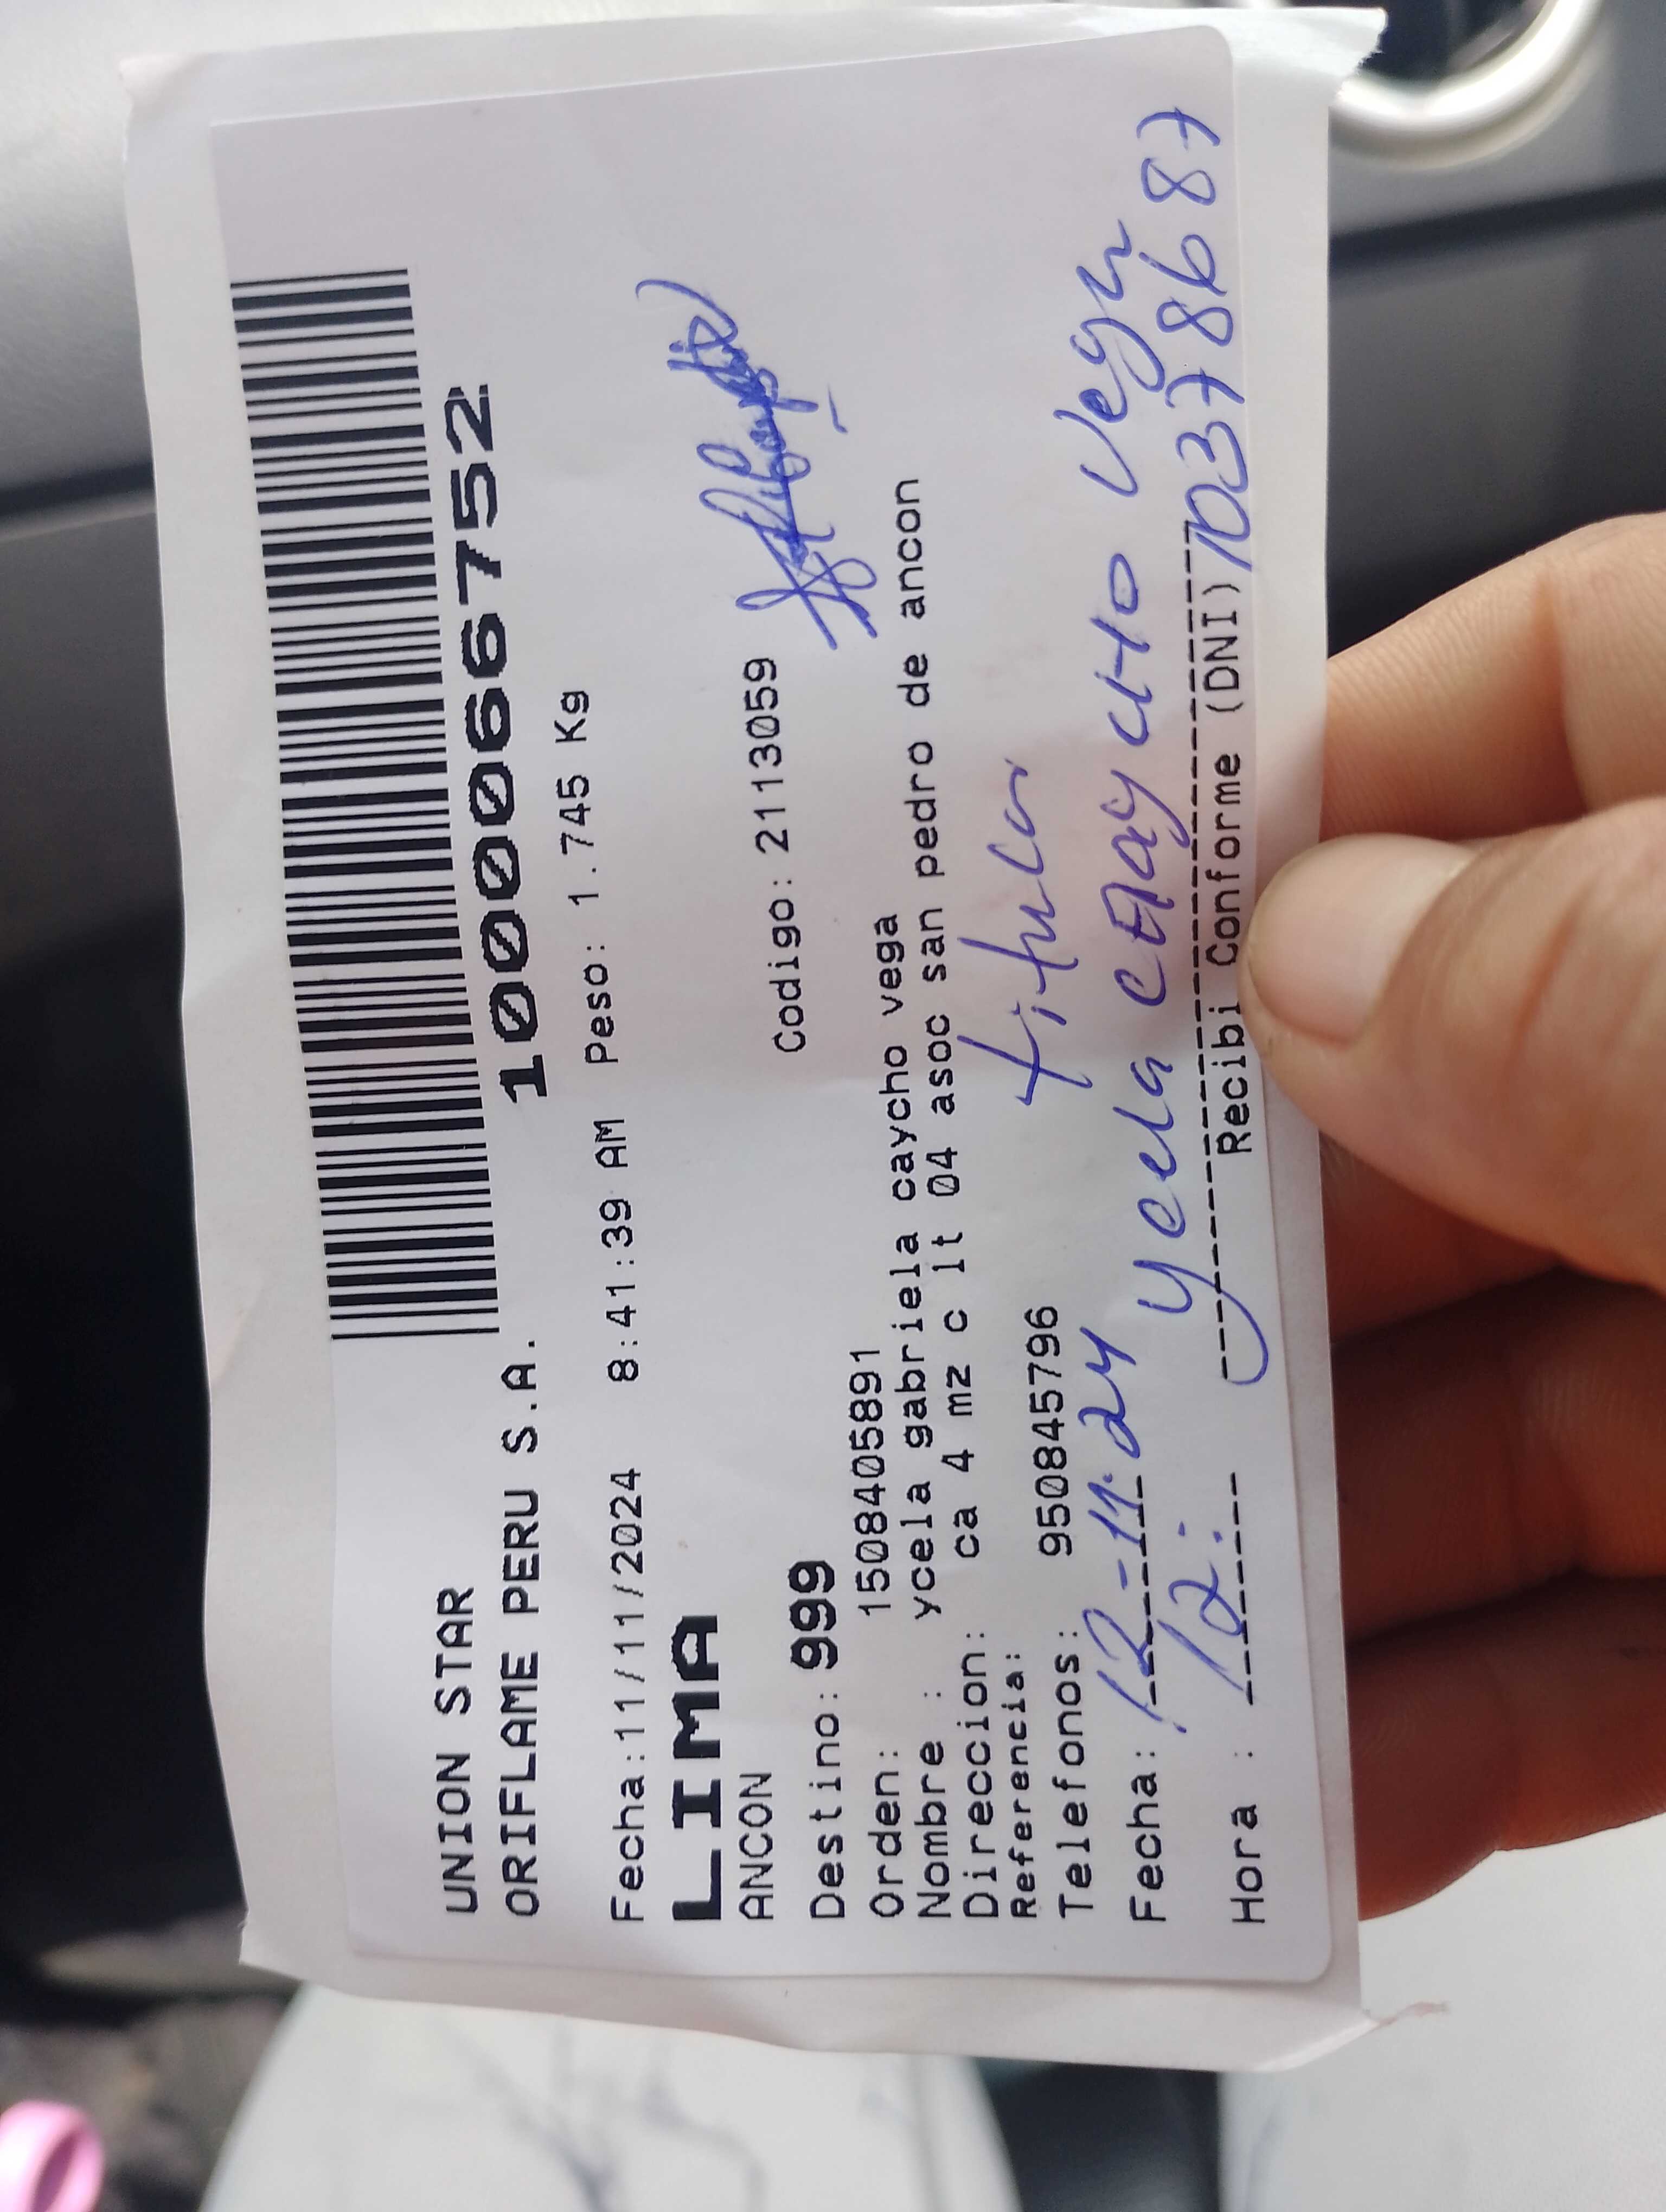 UNION STAR
ORIFLAME PERU S.A.
1000066752
Fecha:11/11/2024 8:41:39 AM Peso: 1.745 Kg
LIMA
ANCON
Codigo: 2113059
Destino: 999
Orden: 1508405891
Nombre : ycela gabriela caycho vega
Direccion: ca 4 mz c lt 04 asoc san pedro de ancon
Referencia:
Telefonos: 950845796
titular
Fecha: 12-11-24
ycela caycho vega
Hora : 12:
Recibi Conforme (DNI) 10378687